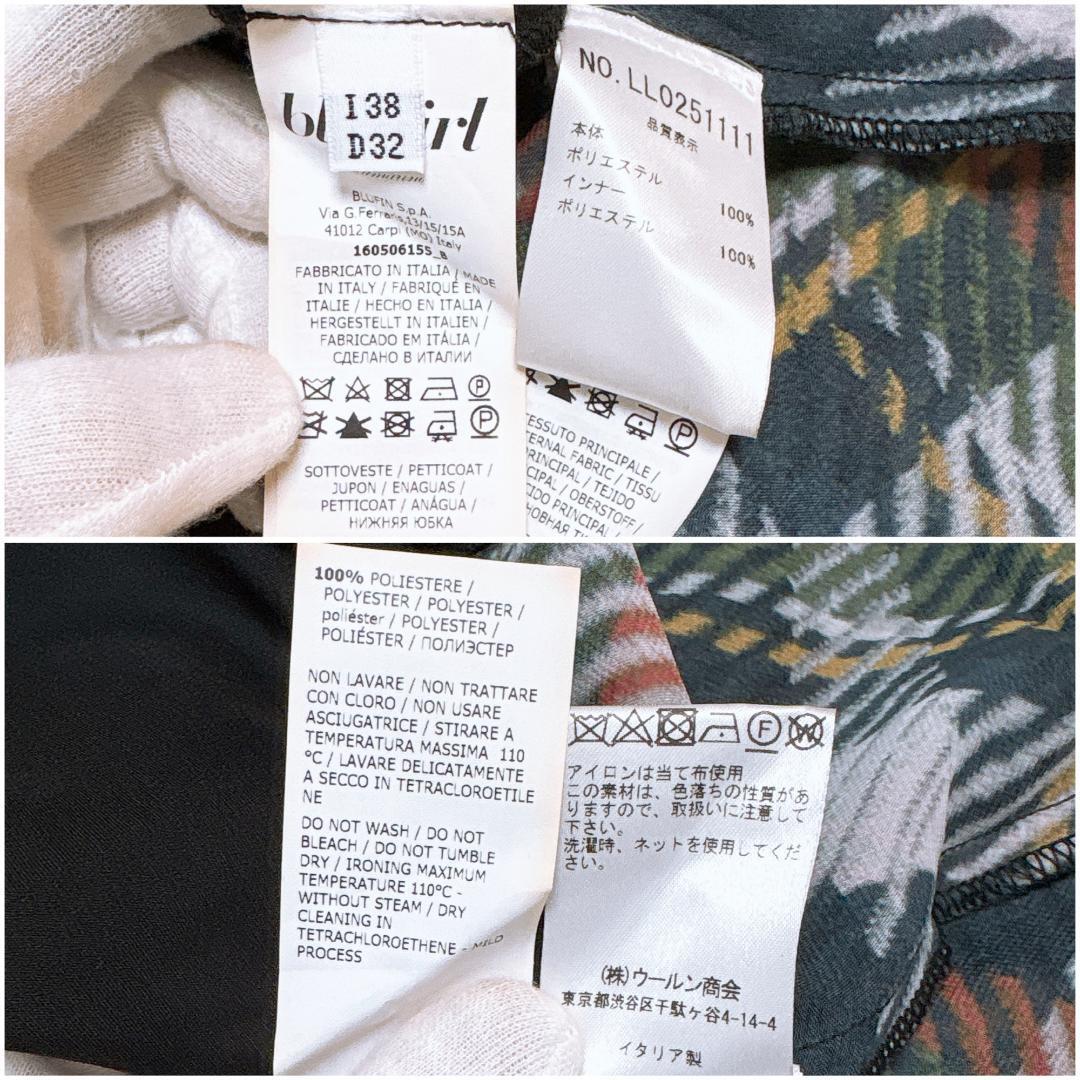 I38
D32
BLUFIN S.p.A.
Via G.Ferraris,13/15/15A
41012 Carpi (MO) Italy
16050615S_B
FABBRICATO IN ITALIA / MADE
IN ITALY / FABRIQUÉ EN
ITALIE / HECHO EN ITALIA /
HERGESTELLT IN ITALIEN /
FABRICADO EM ITÁLIA /
СДЕЛАНО В ИТАЛИИ
P
P
SOTTOVESTE / PETTICOAT /
JUPON / ENAGUAS /
PETTICOAT / ANÁGUA /
НИЖНЯЯ ЮБКА
NO.LL0251111
品質表示
本体
ポリエステル 100%
インナー
ポリエステル 100%
P
TESSUTO PRINCIPALE /
FABRIC / TISSU
PRINCIPAL / TEJIDO
/ OBERSTOFF /
PRINCIPAL /
100% POLIESTERE /
POLYESTER / POLYESTER /
poliéster / POLYESTER /
POLIÉSTER / ПОЛИЭСТЕР
NON LAVARE / NON TRATTARE
CON CLORO / NON USARE
ASCIUGATRICE / STIRARE A
TEMPERATURA MASSIMA 110
°C / LAVARE DELICATAMENTE
A SECCO IN TETRACLOROETILE
NE
DO NOT WASH / DO NOT
BLEACH / DO NOT TUMBLE
DRY / IRONING MAXIMUM
TEMPERATURE 110°C -
WITHOUT STEAM / DRY
CLEANING IN
TETRACHLOROETHENE - MILD
PROCESS
F W
アイロンは当て布使用
この素材は、色落ちの性質があ
りますので、取扱いに注意して
下さい。
洗濯時、ネットを使用してくだ
さい。
(株)ウールン商会
東京都渋谷区千駄ヶ谷4-14-4
イタリア製